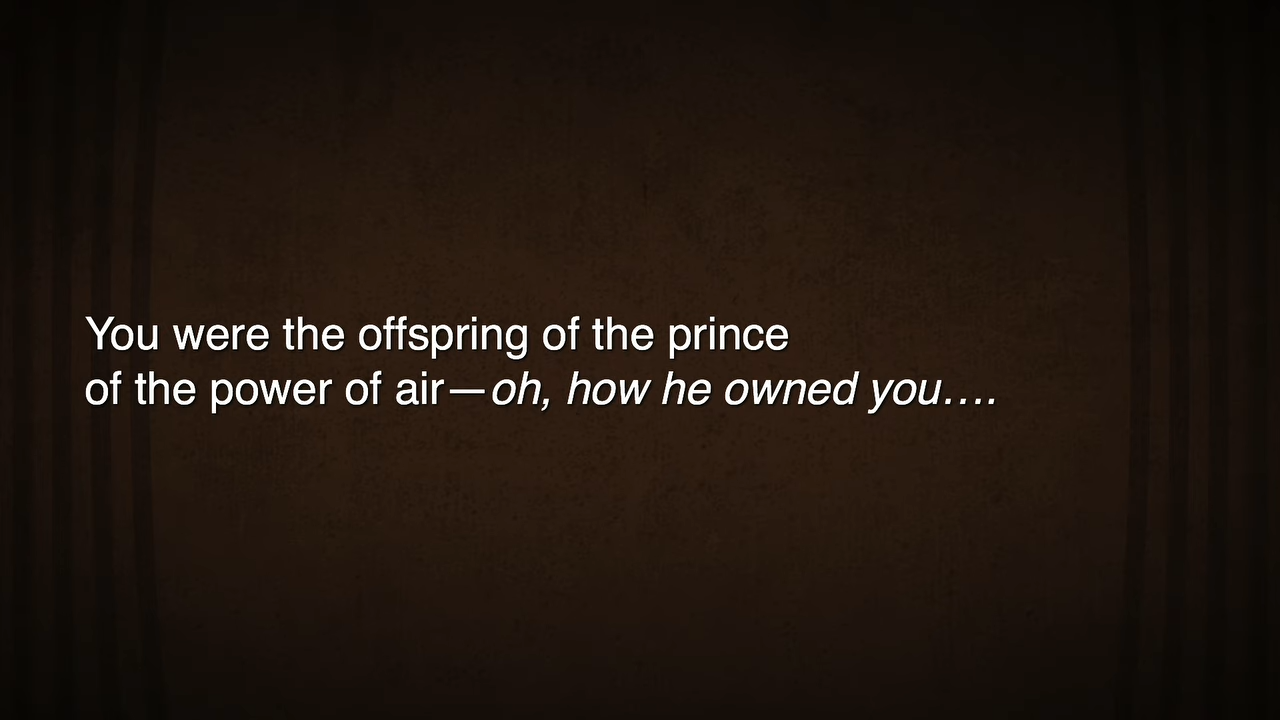 You were the offspring of the prince
of the power of air—oh, how he owned you….